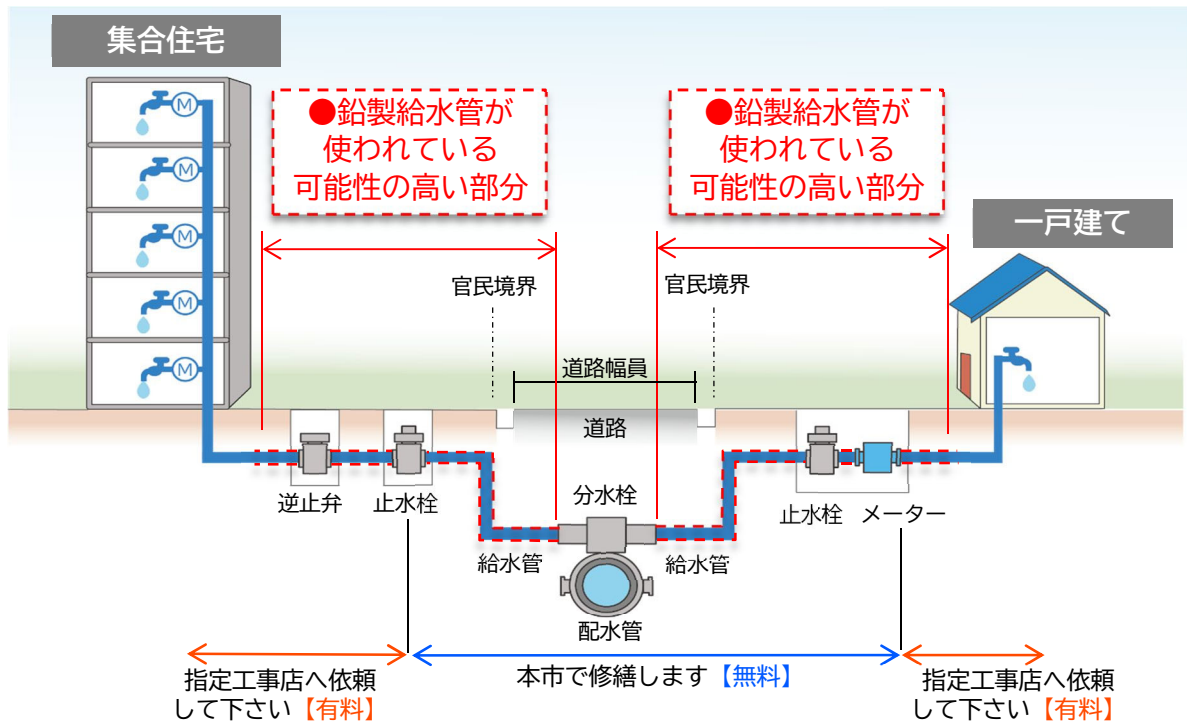 集合住宅
M
M
M
M
M
●鉛製給水管が
使われている
可能性の高い部分
●鉛製給水管が
使われている
可能性の高い部分
一戸建て
官民境界
官民境界
道路幅員
道路
逆止弁
止水栓
分水栓
止水栓
メーター
給水管
給水管
配水管
指定工事店へ依頼
して下さい【有料】
本市で修繕します【無料】
指定工事店へ依頼
して下さい【有料】